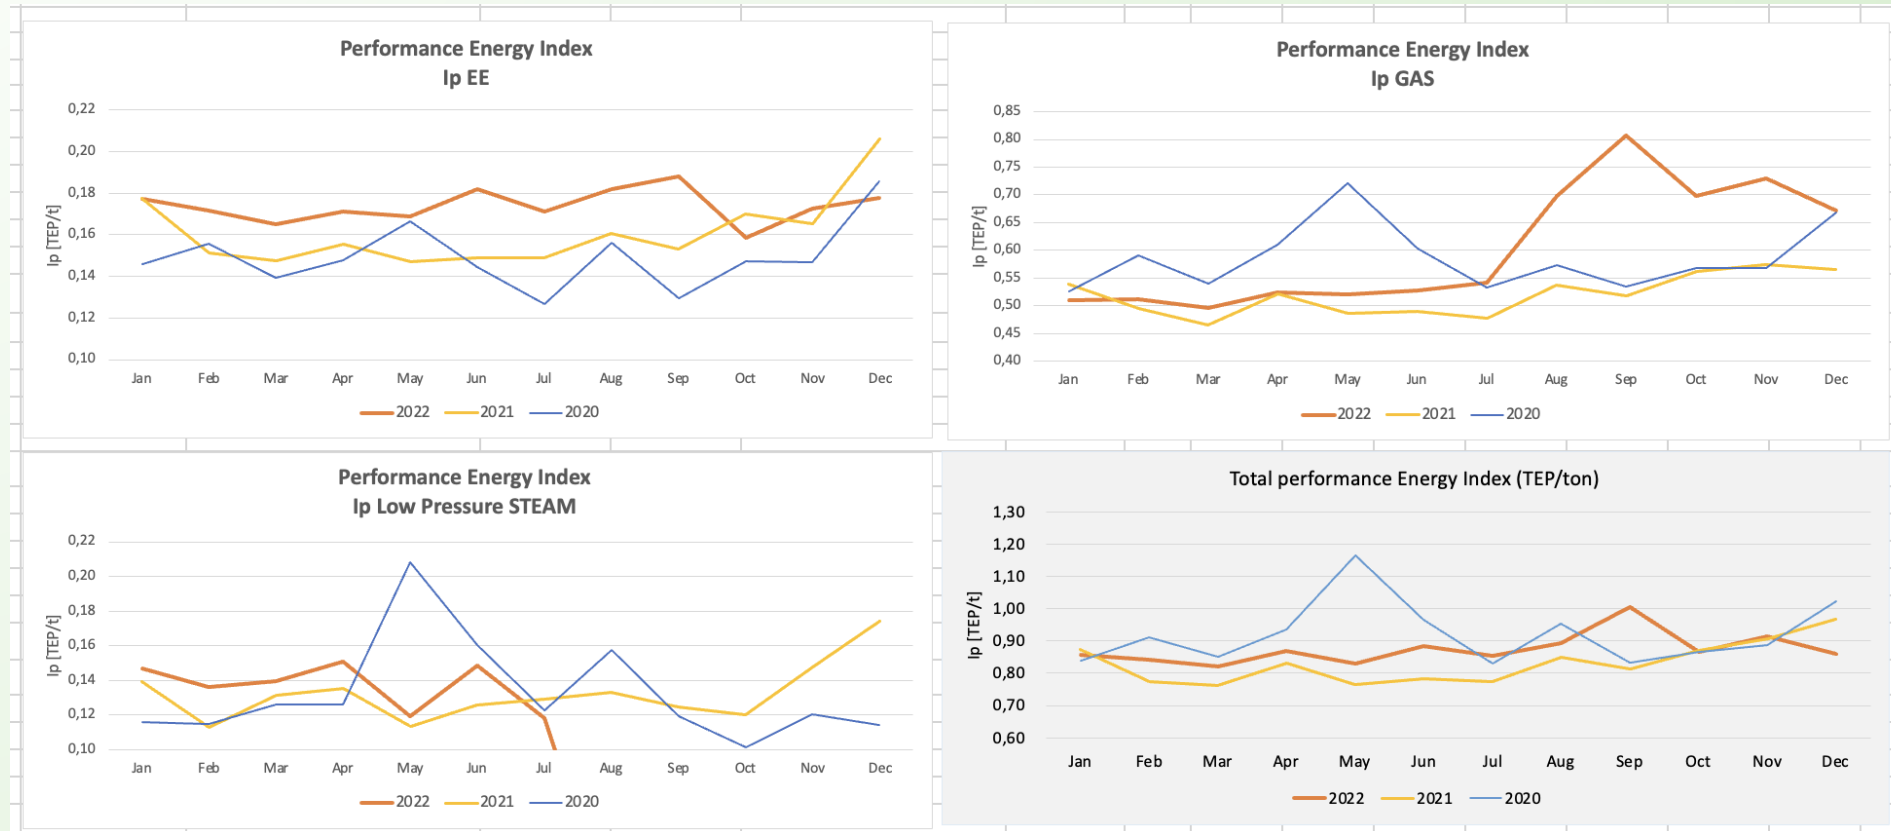 Performance Energy Index
Ip EE
0,22
0,20
0,18
0,16
0,14
0,12
0,10
Ip [TEP/t]
Jan Feb Mar Apr May Jun Jul Aug Sep Oct Nov Dec
2022 2021 2020
Performance Energy Index
Ip GAS
0,85
0,80
0,75
0,70
0,65
0,60
0,55
0,50
0,45
0,40
Ip [TEP/t]
Jan Feb Mar Apr May Jun Jul Aug Sep Oct Nov Dec
2022 2021 2020
Performance Energy Index
Ip Low Pressure STEAM
0,22
0,20
0,18
0,16
0,14
0,12
0,10
Ip [TEP/t]
Jan Feb Mar Apr May Jun Jul Aug Sep Oct Nov Dec
2022 2021 2020
Total performance Energy Index (TEP/ton)
1,30
1,20
1,10
1,00
0,90
0,80
0,70
0,60
Ip [TEP/t]
Jan Feb Mar Apr May Jun Jul Aug Sep Oct Nov Dec
2022 2021 2020